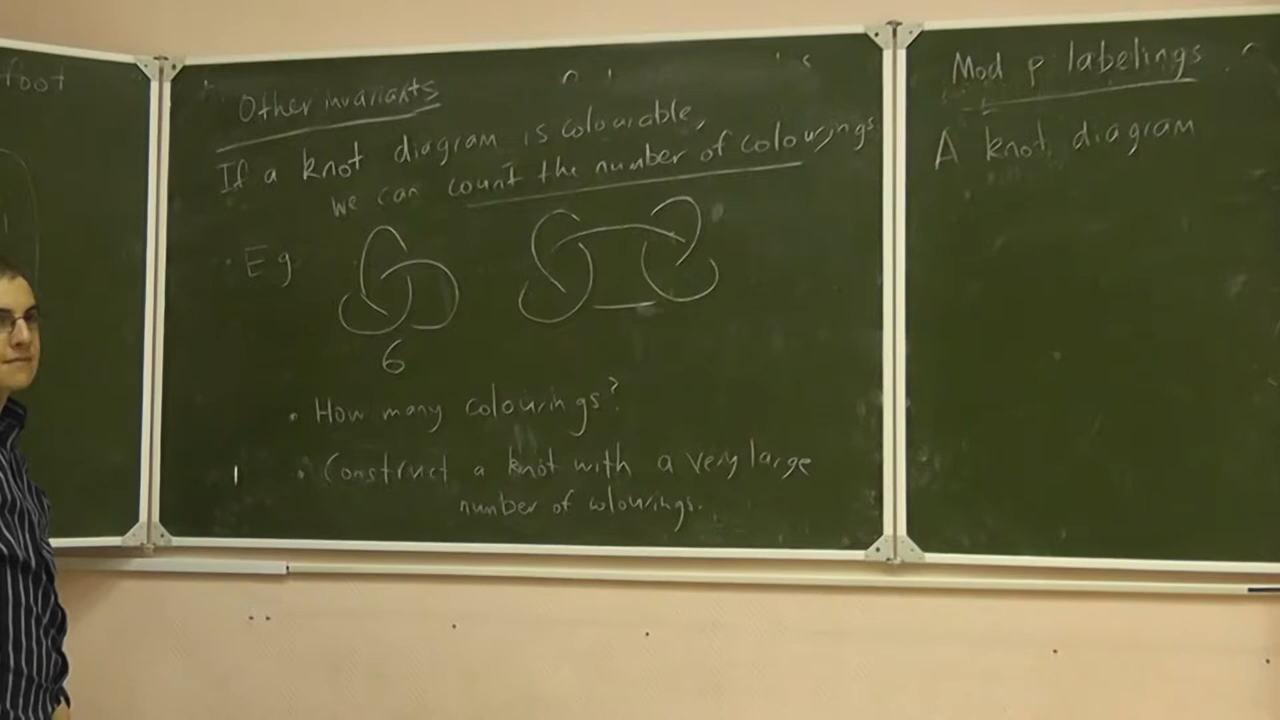 foot
Other invariants
If a knot diagram is colourable,
we can count the number of colourings
Eg
6
• How many colourings?
• Construct a knot with a very large
number of colourings.
Mod p labelings
A knot diagram